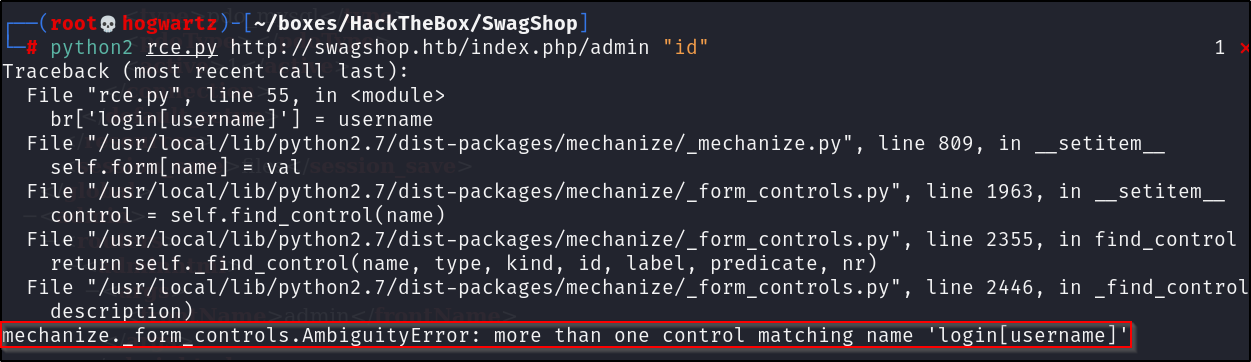 ┌──(root💀hogwartz)-[~/boxes/HackTheBox/SwagShop]
└─# python2 rce.py http://swagshop.htb/index.php/admin "id" 1 ⨯
Traceback (most recent call last):
  File "rce.py", line 55, in <module>
    br['login[username]'] = username
  File "/usr/local/lib/python2.7/dist-packages/mechanize/_mechanize.py", line 809, in __setitem__
    self.form[name] = val
  File "/usr/local/lib/python2.7/dist-packages/mechanize/_form_controls.py", line 1963, in __setitem__
    control = self.find_control(name)
  File "/usr/local/lib/python2.7/dist-packages/mechanize/_form_controls.py", line 2355, in find_control
    return self._find_control(name, type, kind, id, label, predicate, nr)
  File "/usr/local/lib/python2.7/dist-packages/mechanize/_form_controls.py", line 2446, in _find_control
    description)
mechanize._form_controls.AmbiguityError: more than one control matching name 'login[username]'